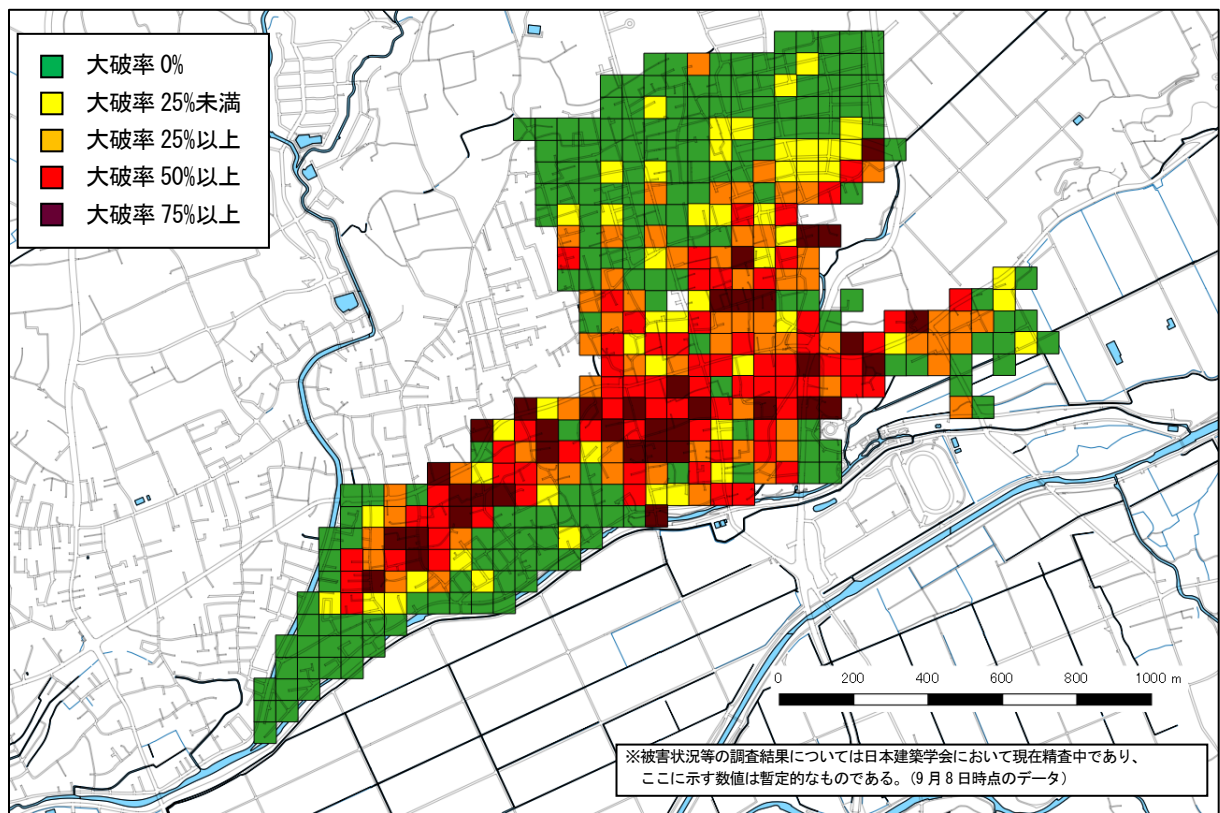 大破率 0%
大破率 25%未満
大破率 25%以上
大破率 50%以上
大破率 75%以上
0 200 400 600 800 1000 m
※被害状況等の調査結果については日本建築学会において現在精査中であり、
ここに示す数値は暫定的なものである。(9月8日時点のデータ)